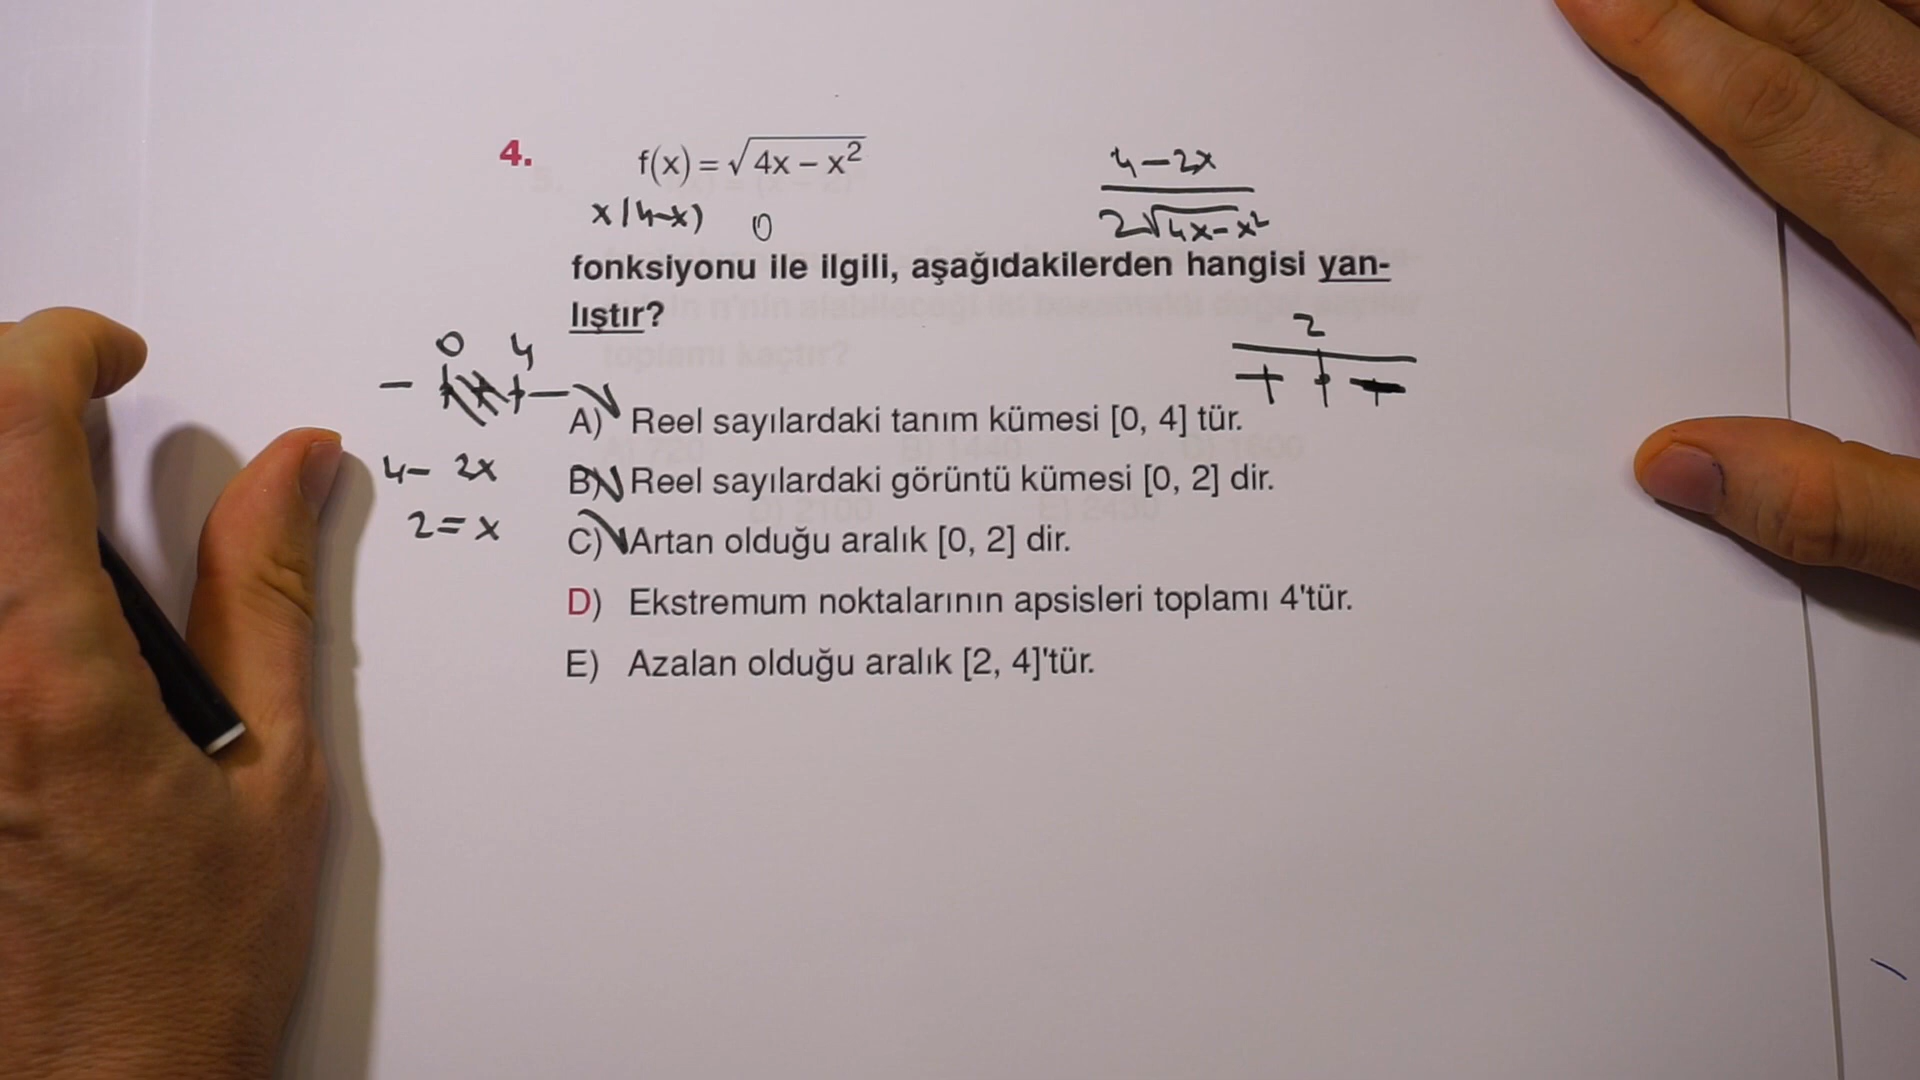 4. f(x) = √4x – x²
4 – 2x
2√4x – x²
x(4-x) 0
fonksiyonu ile ilgili, aşağıdakilerden hangisi yan-
lıştır?
2
+ –
0 4
– + –
A) Reel sayılardaki tanım kümesi [0, 4] tür.
4 – 2x
B) Reel sayılardaki görüntü kümesi [0, 2] dir.
2 = x
C) Artan olduğu aralık [0, 2] dir.
D) Ekstremum noktalarının apsisleri toplamı 4'tür.
E) Azalan olduğu aralık [2, 4]'tür.